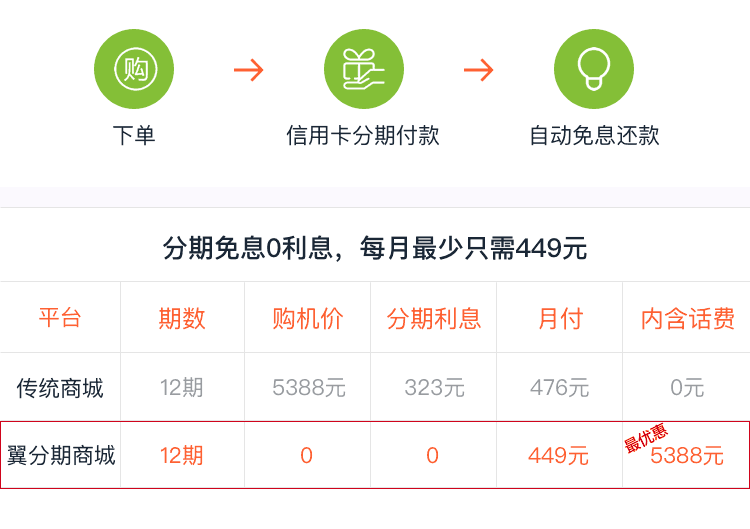 购
下单
信用卡分期付款
自动免息还款
分期免息0利息，每月最少只需449元
平台 期数 购机价 分期利息 月付 内含话费
传统商城 12期 5388元 323元 476元 0元
翼分期商城 12期 0 0 449元 5388元
最优惠